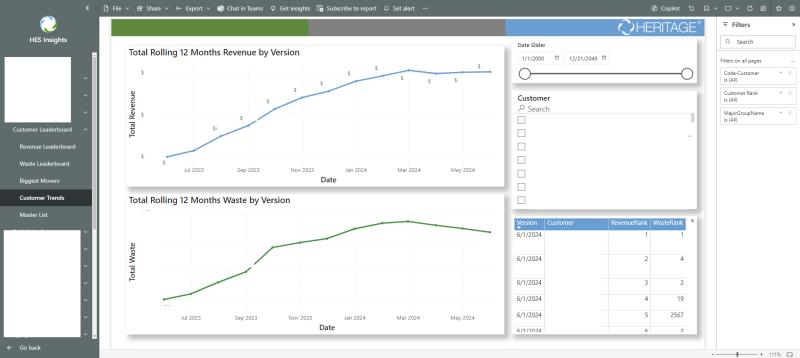 File
Share
Export
Chat in Teams
Get insights
Subscribe to report
Set alert
Copilot
HES Insights
Customer Leaderboard
Revenue Leaderboard
Waste Leaderboard
Biggest Movers
Customer Trends
Master List
Go back
HERITAGE
Total Rolling 12 Months Revenue by Version
Total Revenue
$
$
$
$
$
$
$
$
$
$
$
$
$
$
Jul 2023
Sep 2023
Nov 2023
Jan 2024
Mar 2024
May 2024
Date
Total Rolling 12 Months Waste by Version
Total Waste
Jul 2023
Sep 2023
Nov 2023
Jan 2024
Mar 2024
May 2024
Date
Date Slider
1/1/2000
12/31/2049
Customer
Search
Version Customer RevenueRank WasteRank
6/1/2024 1 1
6/1/2024 2 4
6/1/2024 3 2
6/1/2024 4 19
6/1/2024 5 2567
6/1/2024 6 3
Filters
Search
Filters on all pages
Code-Customer
is (All)
Customer Rank
is (All)
MajorGroupName
is (All)
111%